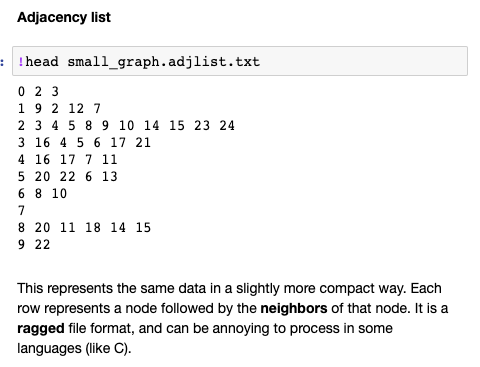 Adjacency list
: !head small_graph.adjlist.txt
0 2 3
1 9 2 12 7
2 3 4 5 8 9 10 14 15 23 24
3 16 4 5 6 17 21
4 16 17 7 11
5 20 22 6 13
6 8 10
7
8 20 11 18 14 15
9 22
This represents the same data in a slightly more compact way. Each
row represents a node followed by the neighbors of that node. It is a
ragged file format, and can be annoying to process in some
languages (like C).